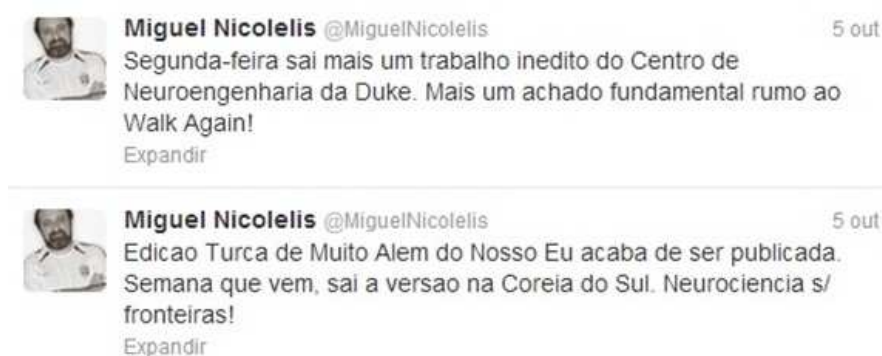 Miguel Nicolelis @MiguelNicolelis 5 out
Segunda-feira sai mais um trabalho inedito do Centro de
Neuroengenharia da Duke. Mais um achado fundamental rumo ao
Walk Again!
Expandir
Miguel Nicolelis @MiguelNicolelis 5 out
Edicao Turca de Muito Alem do Nosso Eu acaba de ser publicada.
Semana que vem, sai a versao na Coreia do Sul. Neurociencia s/
fronteiras!
Expandir